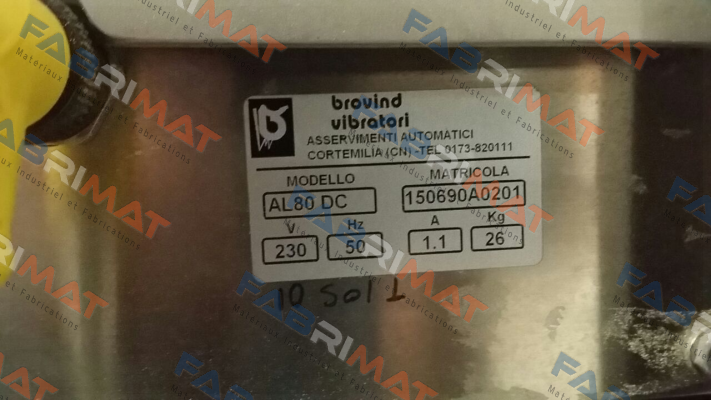 brovind
vibratori
ASSERVIMENTI AUTOMATICI
CORTEMILIA (CN) - TEL 0173-820111
MODELLO MATRICOLA
AL80 DC 150690A0201
V Hz A Kg
230 50 1.1 26
FABRIMAT
Matériaux Industriel et Fabrications